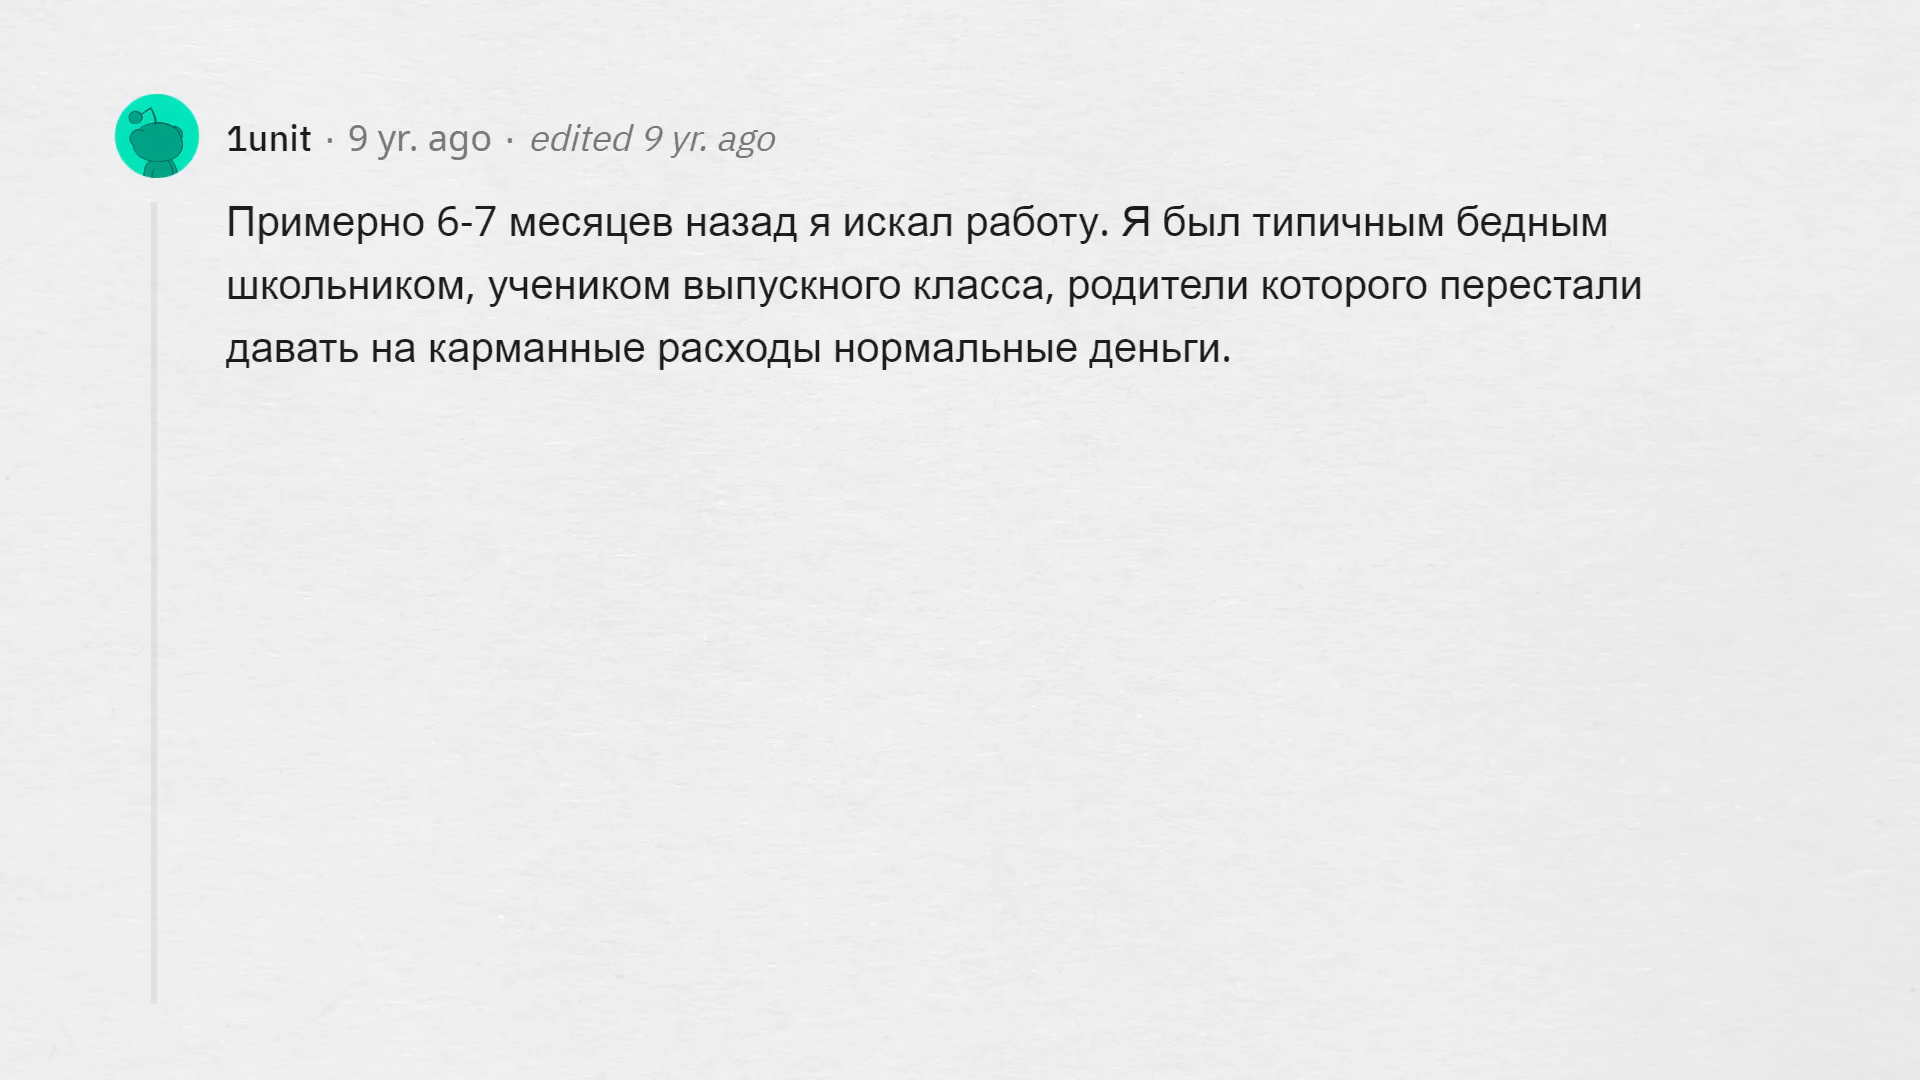 1unit · 9 yr. ago · edited 9 yr. ago
Примерно 6-7 месяцев назад я искал работу. Я был типичным бедным
школьником, учеником выпускного класса, родители которого перестали
давать на карманные расходы нормальные деньги.